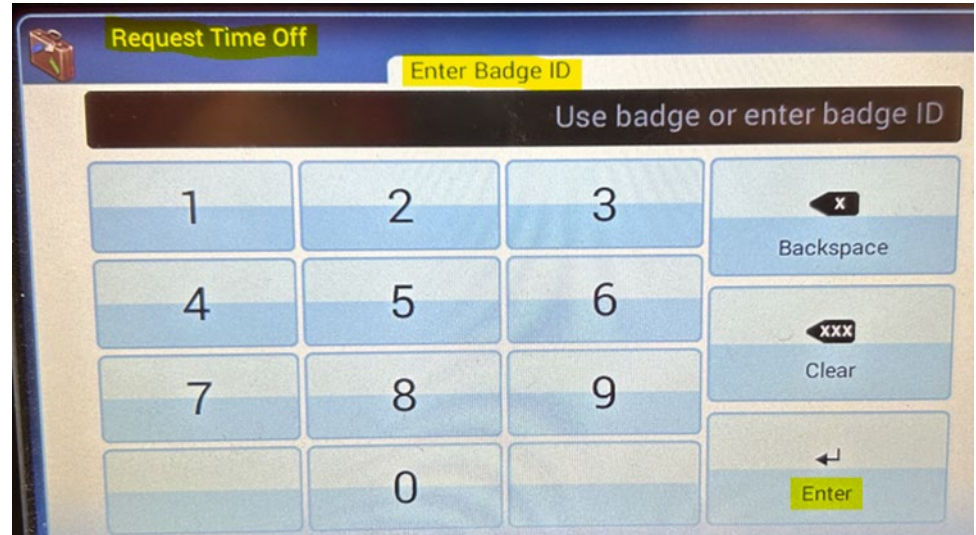 Request Time Off
Enter Badge ID
Use badge or enter badge ID
1 2 3
X
Backspace
4 5 6
XXX
Clear
7 8 9
0
Enter